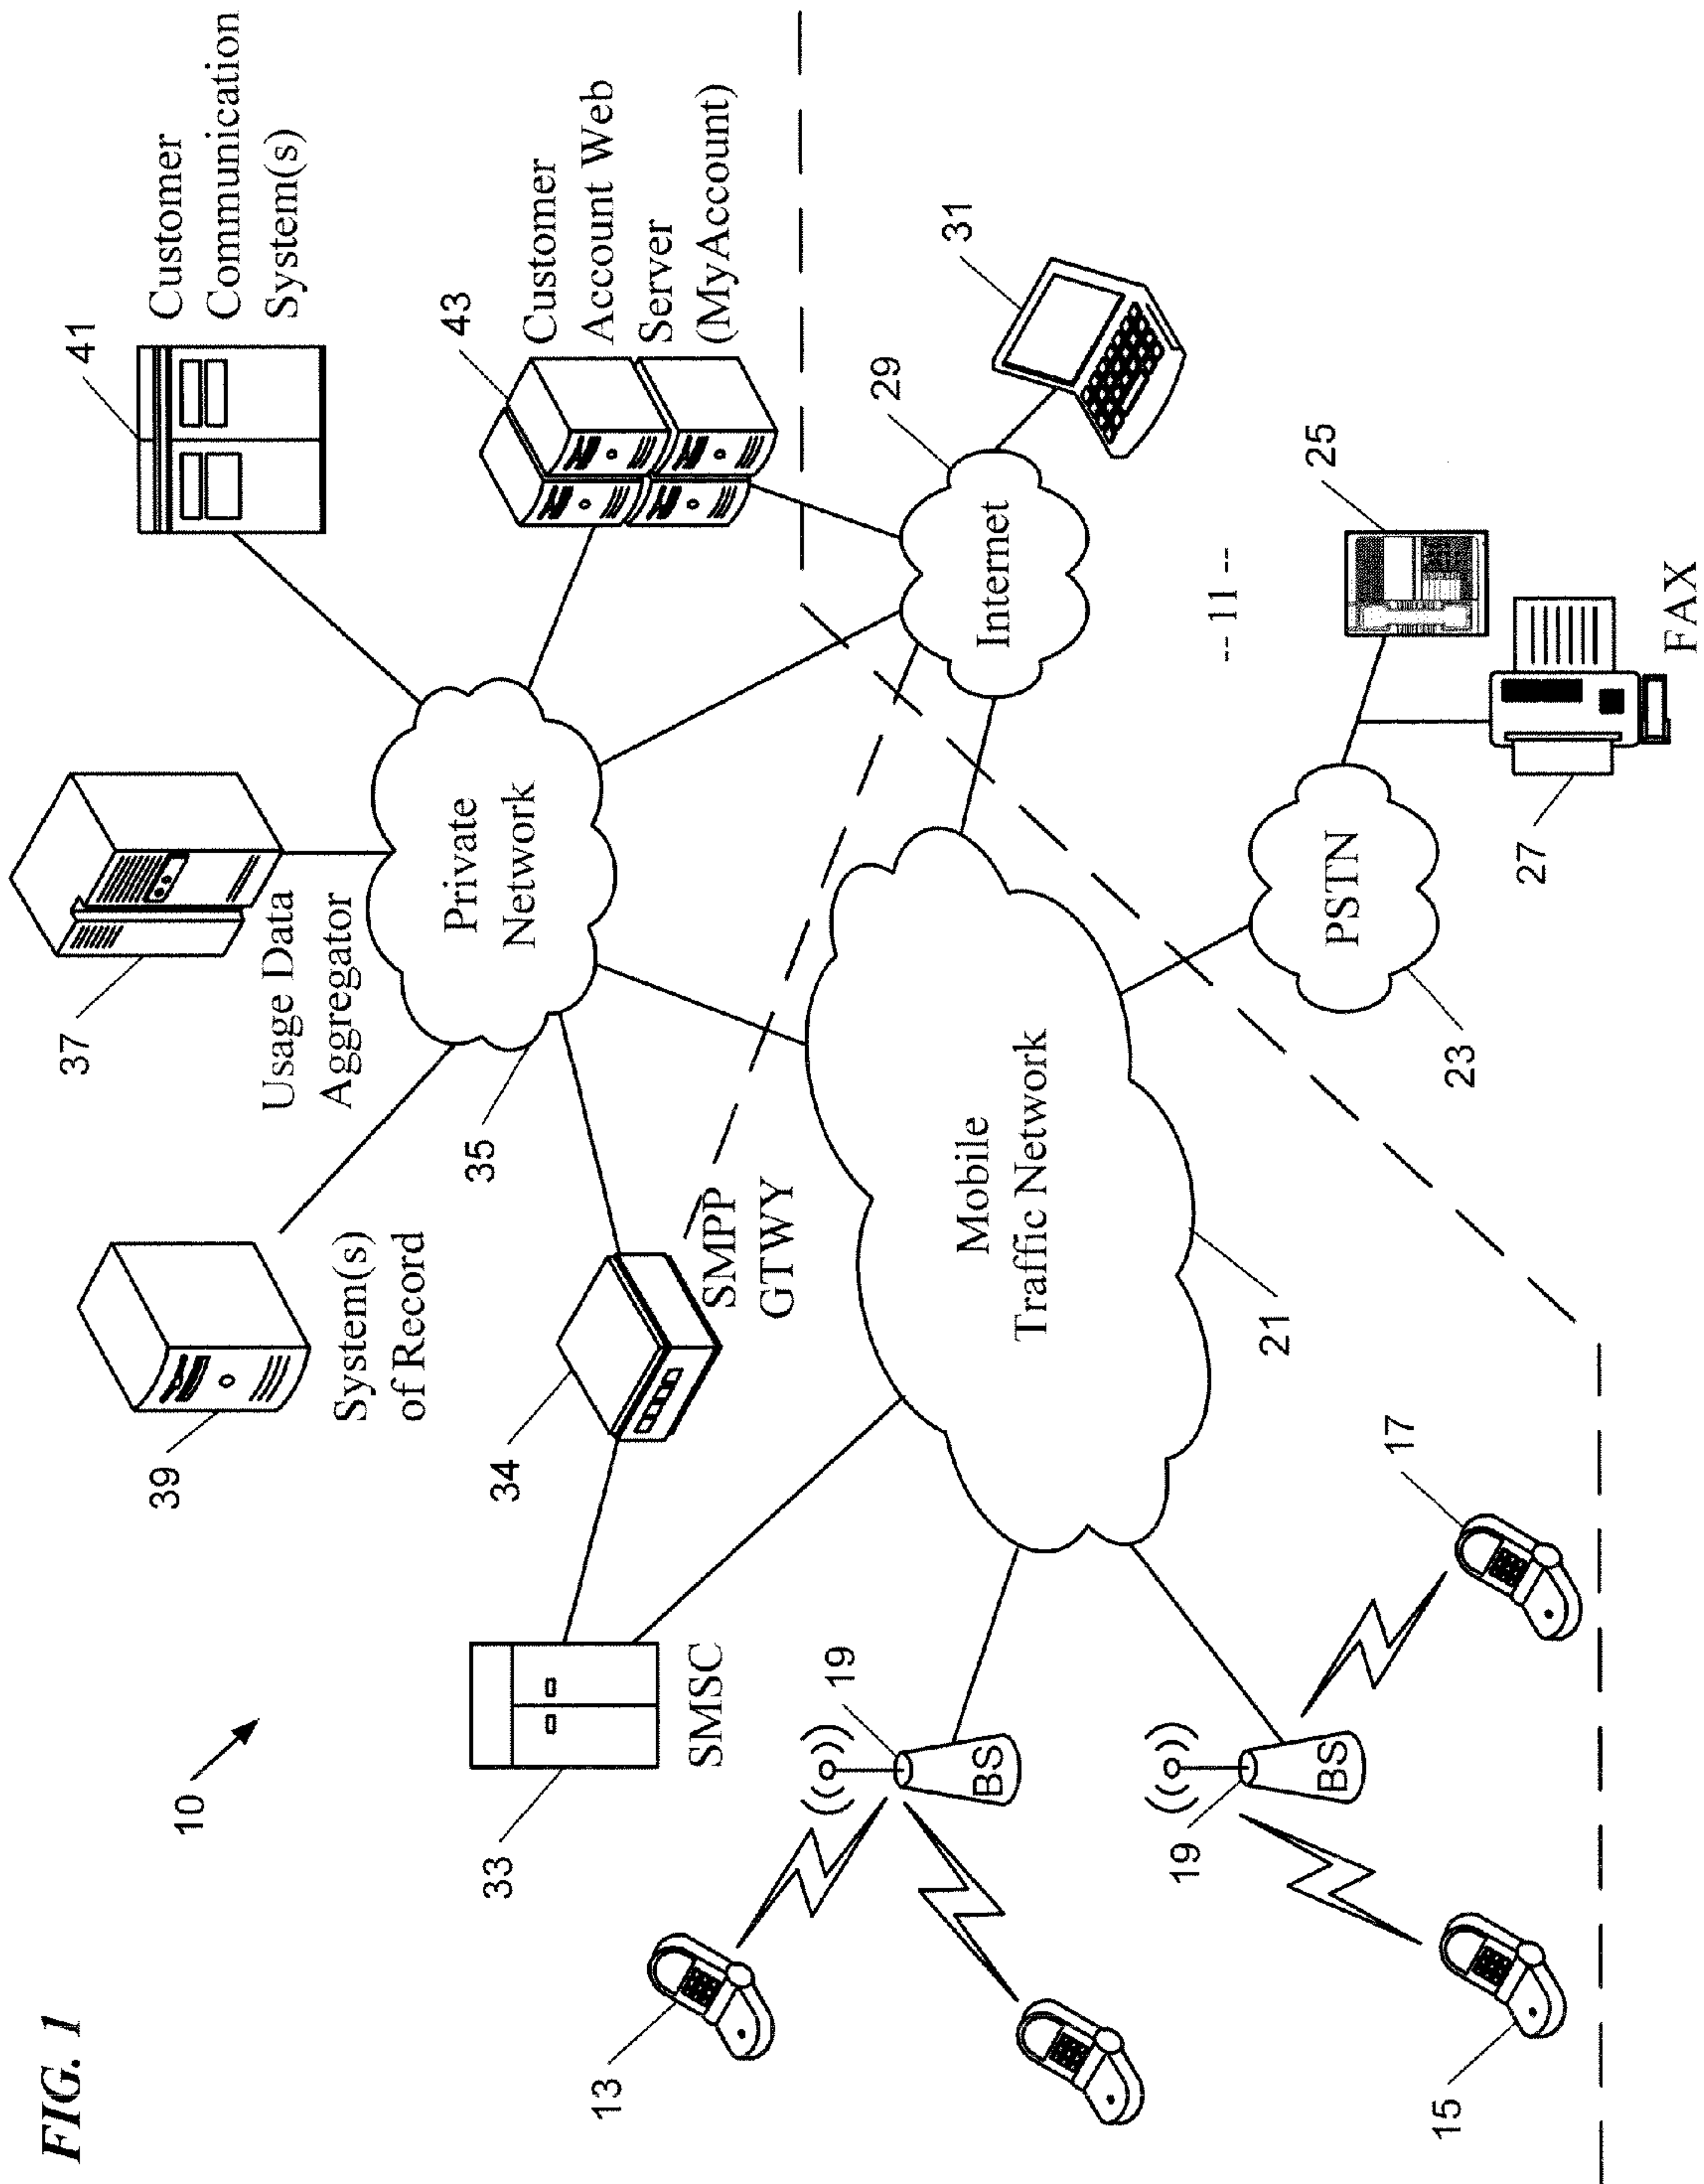 FIG. 1
10
39
System(s)
of Record
37
Usage Data
Aggregator
41
Customer
Communication
System(s)
33
SMSC
34
SMPP
GTWY
35
Private
Network
43
Customer
Account Web
Server
(MyAccount)
13
19
BS
Mobile
Traffic Network
21
29
Internet
31
-- 11 --
19
BS
15
17
PSTN
23
25
27
FAX